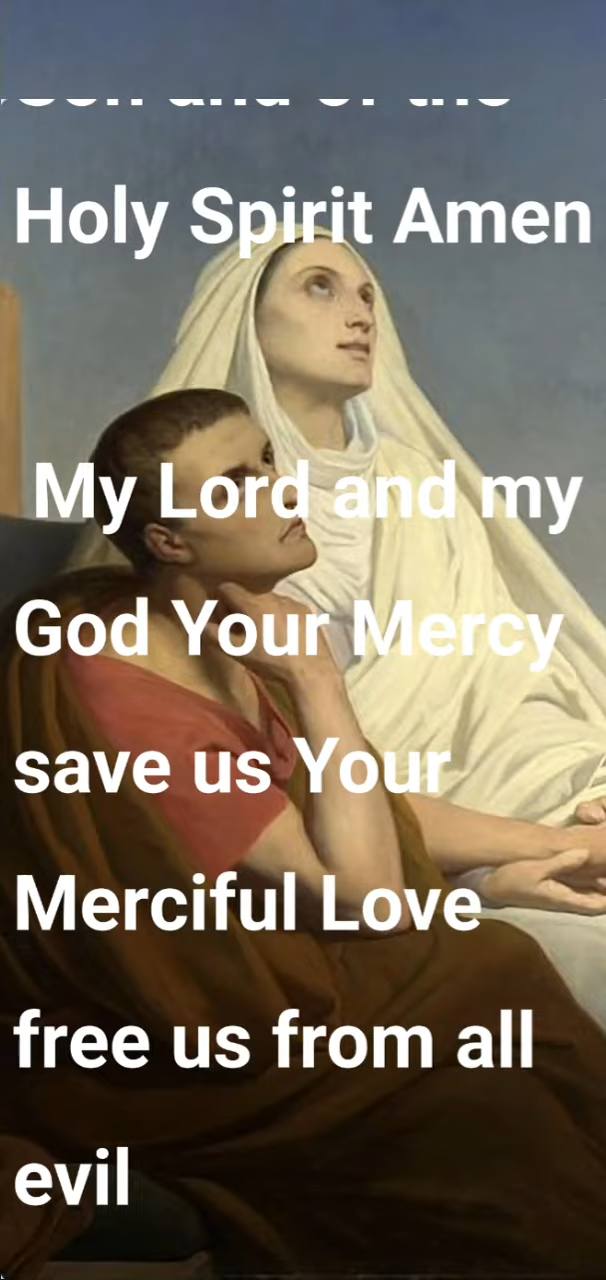 Holy Spirit Amen
My Lord and my
God Your Mercy
save us Your
Merciful Love
free us from all
evil